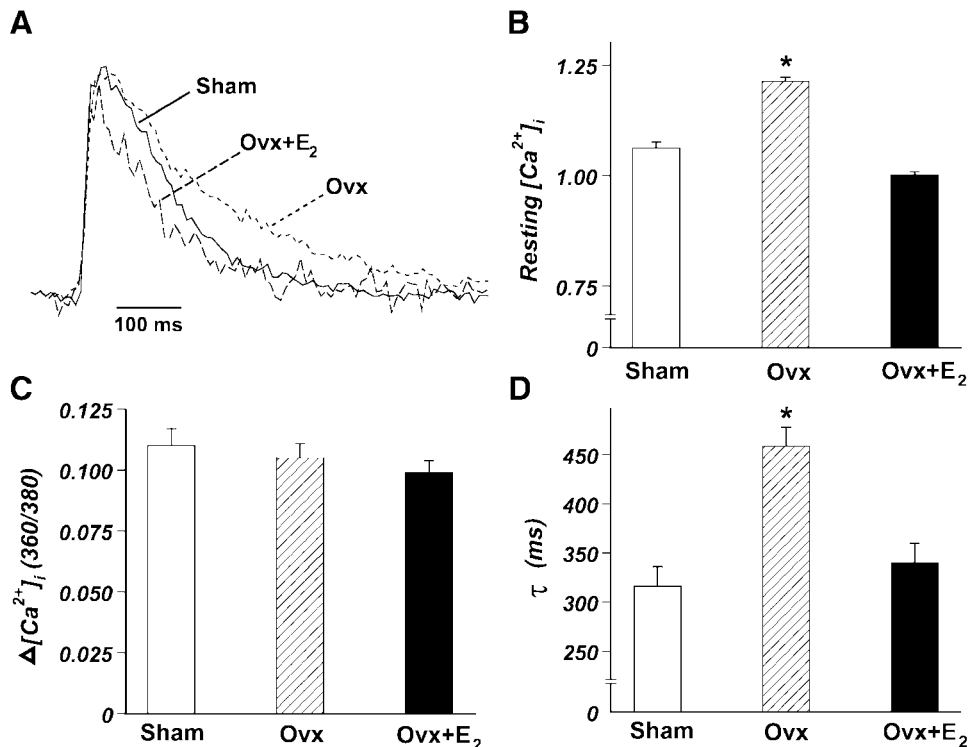 A
Sham
Ovx+E2
Ovx
100 ms
B
Resting [Ca2+]i
1.25
1.00
0.75
0
*
Sham
Ovx
Ovx+E2
C
Δ[Ca2+]i (360/380)
0.125
0.100
0.075
0.050
0.025
0
Sham
Ovx
Ovx+E2
D
τ (ms)
450
400
350
300
250
0
*
Sham
Ovx
Ovx+E2